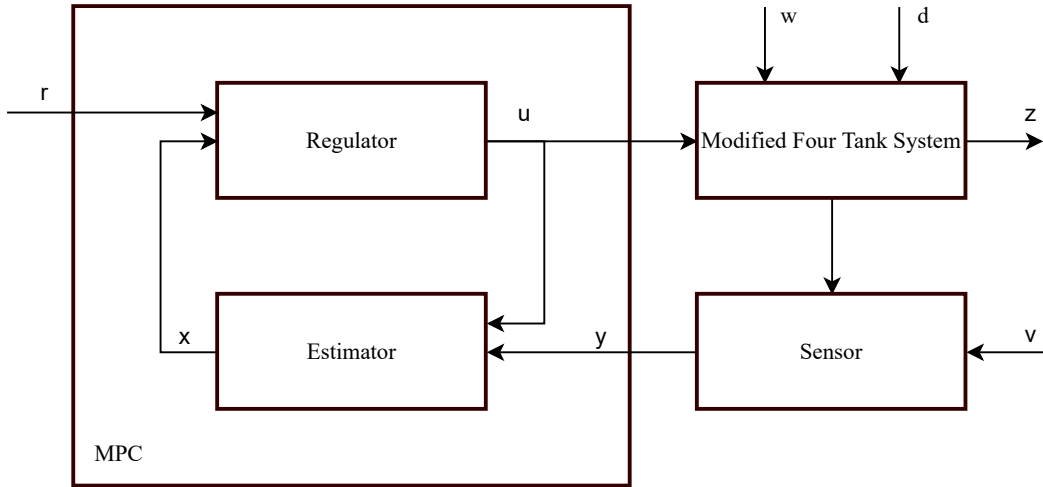 w
d
r
u
z
Regulator
Modified Four Tank System
x
Estimator
y
Sensor
v
MPC